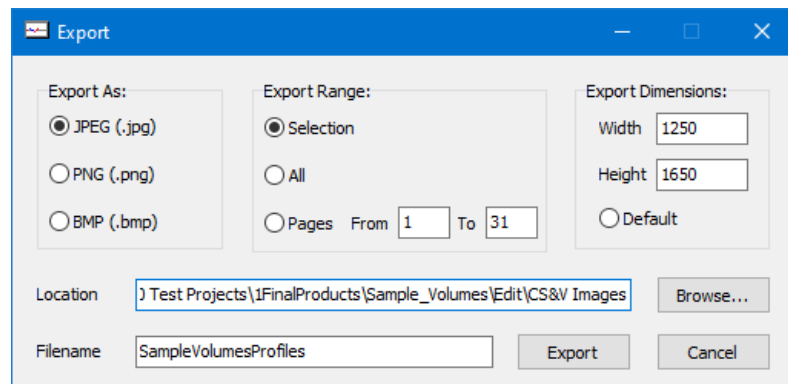 Export
Export As: Export Range: Export Dimensions:
JPEG (.jpg) Selection Width 1250
PNG (.png) All Height 1650
BMP (.bmp) Pages From 1 To 31 Default
Location Test Projects\1FinalProducts\Sample_Volumes\Edit\CS&V Images Browse...
Filename SampleVolumesProfiles Export Cancel